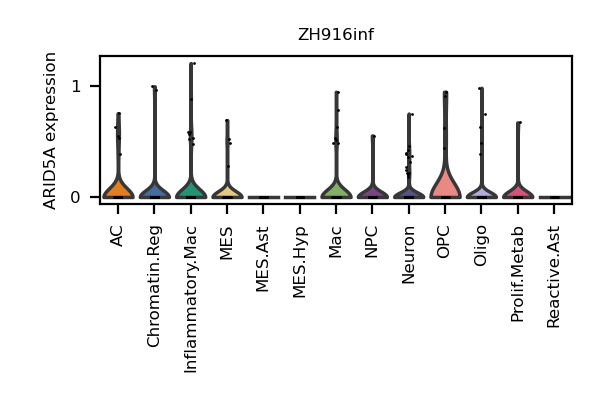 ZH916inf
ARID5A expression
1
0
AC
Chromatin.Reg
Inflammatory.Mac
MES
MES.Ast
MES.Hyp
Mac
NPC
Neuron
OPC
Oligo
Prolif.Metab
Reactive.Ast